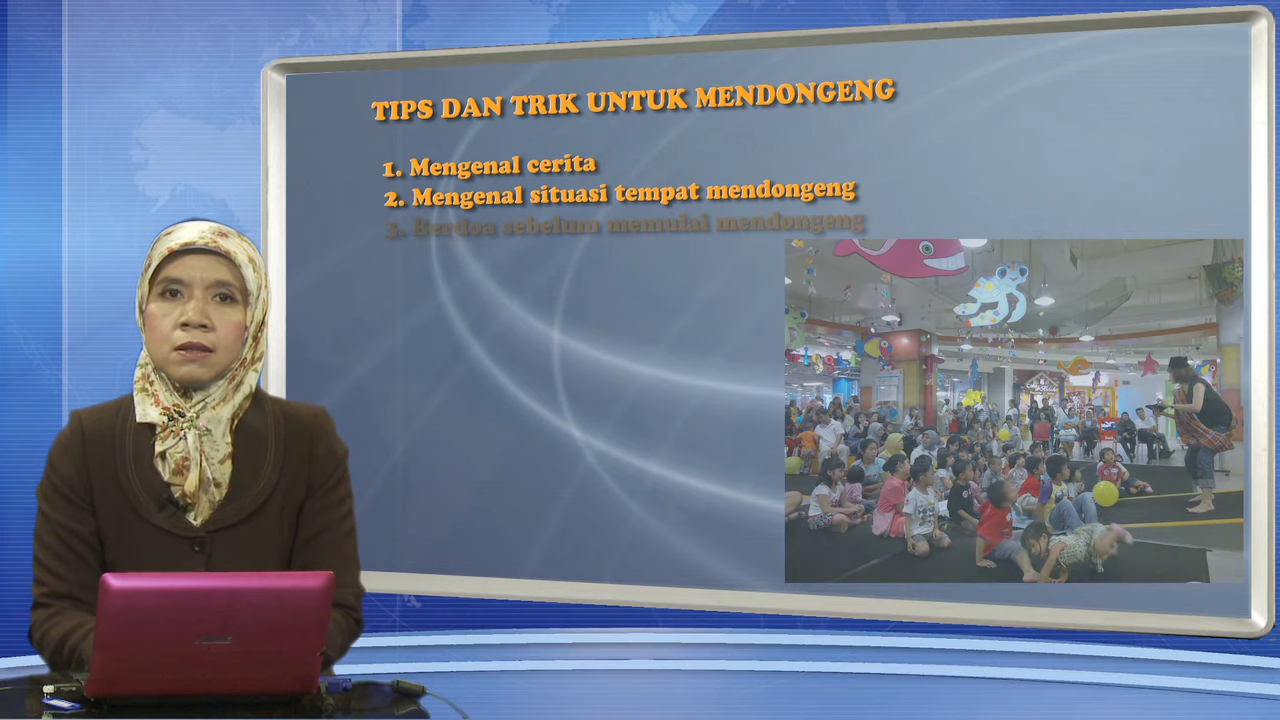 TIPS DAN TRIK UNTUK MENDONGENG
1. Mengenal cerita
2. Mengenal situasi tempat mendongeng
3. Berdoa sebelum memulai mendongeng